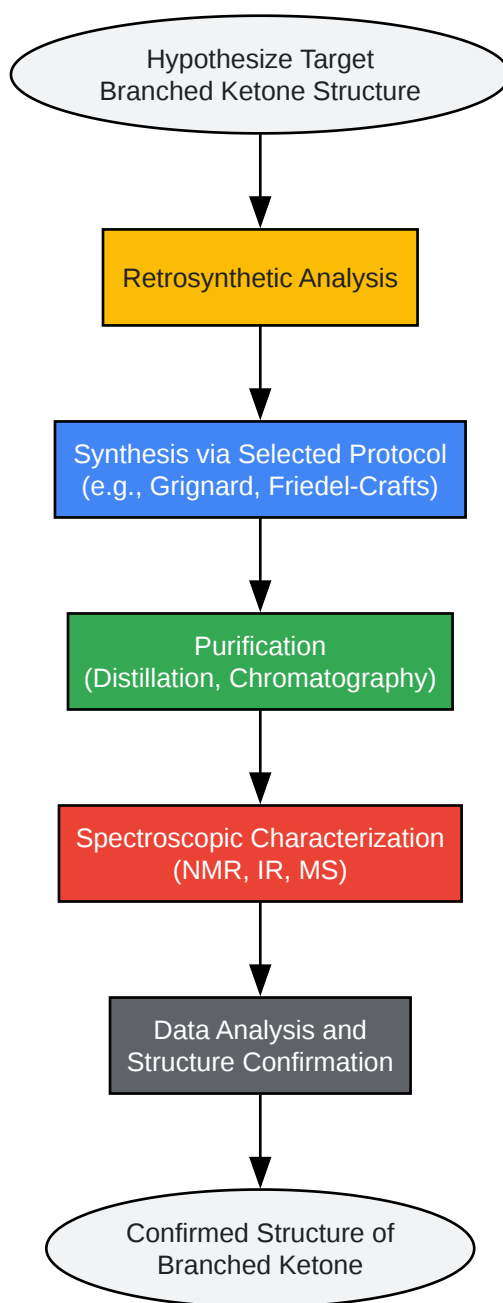 Hypothesize Target
Branched Ketone Structure
Retrosynthetic Analysis
Synthesis via Selected Protocol
(e.g., Grignard, Friedel-Crafts)
Purification
(Distillation, Chromatography)
Spectroscopic Characterization
(NMR, IR, MS)
Data Analysis and
Structure Confirmation
Confirmed Structure of
Branched Ketone